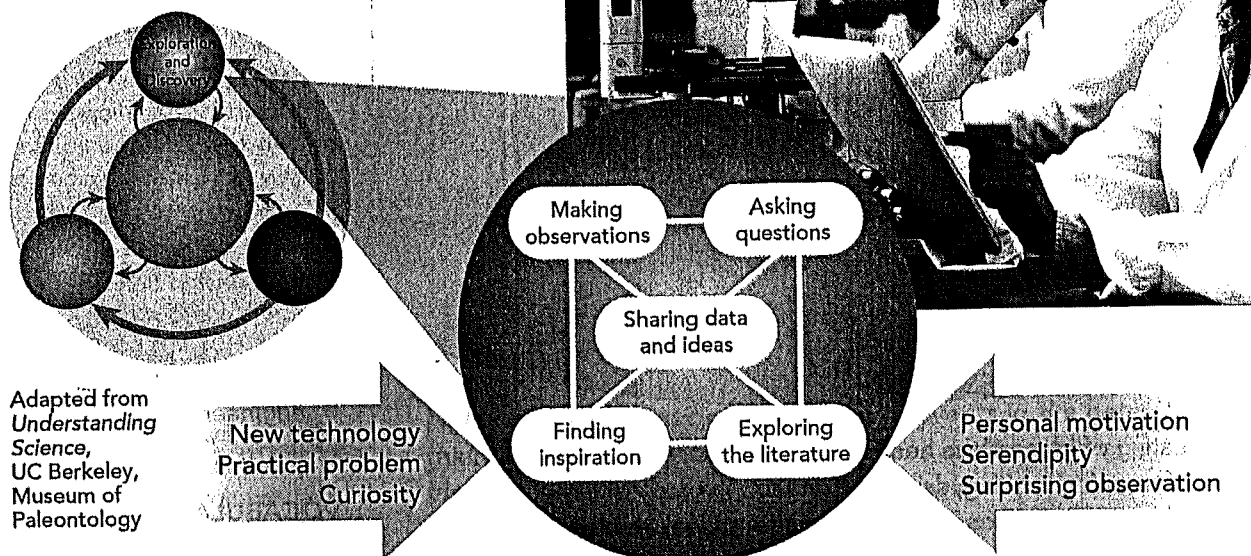 Exploration
and
Discovery
Making
observations
Asking
questions
Sharing data
and ideas
Finding
inspiration
Exploring
the literature
Adapted from
Understanding
Science,
UC Berkeley,
Museum of
Paleontology
New technology
Practical problem
Curiosity
Personal motivation
Serendipity
Surprising observation